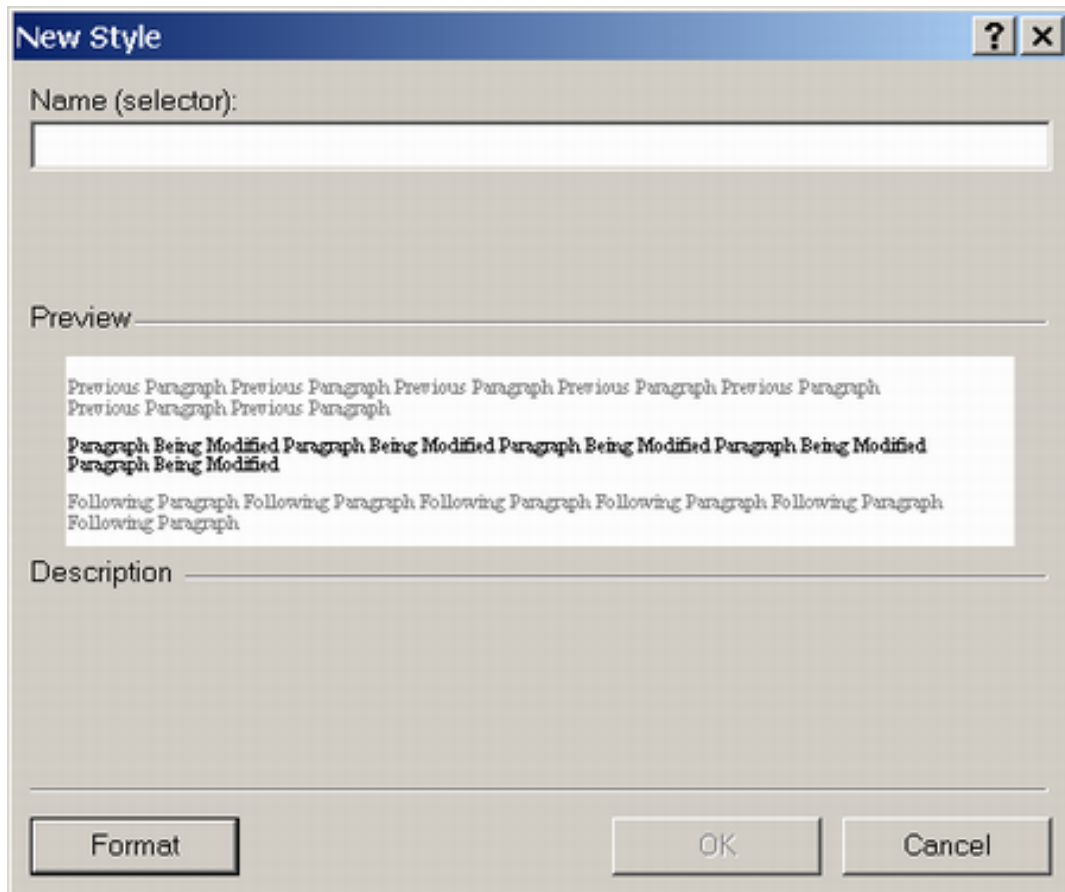 New Style
Name (selector):
Preview
Previous Paragraph Previous Paragraph Previous Paragraph Previous Paragraph Previous Paragraph
Previous Paragraph Previous Paragraph
Paragraph Being Modified Paragraph Being Modified Paragraph Being Modified Paragraph Being Modified
Paragraph Being Modified
Following Paragraph Following Paragraph Following Paragraph Following Paragraph Following Paragraph
Following Paragraph
Description
Format
OK
Cancel